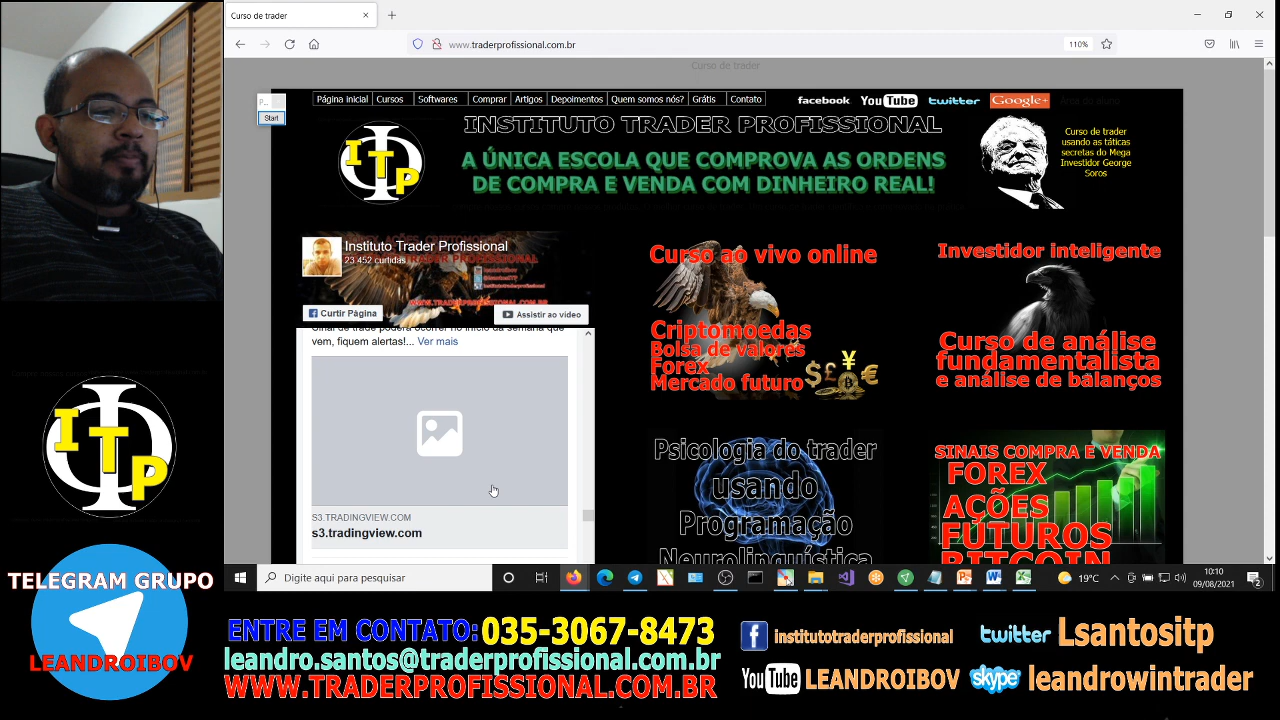 Curso de trader
www.traderprofissional.com.br
110%
Curso de trader
Start
Página inicial
Cursos
Softwares
Comprar
Artigos
Depoimentos
Quem somos nós?
Grátis
Contato
facebook
YouTube
twitter
Google+
INSTITUTO TRADER PROFISSIONAL
ITP
A ÚNICA ESCOLA QUE COMPROVA AS ORDENS
DE COMPRA E VENDA COM DINHEIRO REAL!
Curso de trader
usando as táticas
secretas do Mega
Investidor George
Soros
Instituto Trader Profissional
23.452 curtidas
Curtir Página
Assistir ao vídeo
vem, fiquem alertas!... Ver mais
S3.TRADINGVIEW.COM
s3.tradingview.com
Curso ao vivo online
Criptomoedas
Bolsa de valores
Forex
Mercado futuro
Investidor inteligente
Curso de análise
fundamentalista
e análise de balanços
Psicologia do trader
usando
Programação
Neurolinguística
SINAIS COMPRA E VENDA
FOREX
AÇÕES
FUTUROS
BITCOIN
ITP
Digite aqui para pesquisar
19°C
10:10
09/08/2021
TELEGRAM GRUPO
LEANDROIBOV
ENTRE EM CONTATO: 035-3067-8473
leandro.santos@traderprofissional.com.br
WWW.TRADERPROFISSIONAL.COM.BR
institutotraderprofissional
twitter Lsantositp
YouTube LEANDROIBOV
skype leandrowintrader